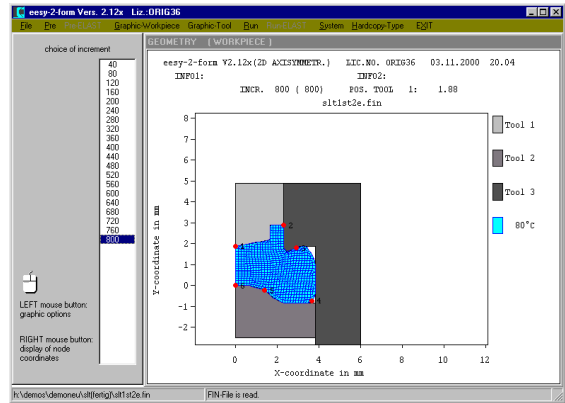 eesy-2-form Vers. 2.12x Liz.:ORIG36
File Pre Graphic-Workpiece Graphic-Tool Run System Hardcopy-Type EXIT
choice of increment
40
80
120
160
200
240
280
320
360
400
440
480
520
560
600
640
680
720
760
800
LEFT mouse button:
graphic options
RIGHT mouse button:
display of node
coordinates
GEOMETRY (WORKPIECE)
eesy-2-form V2.12x(2D AXISYMMETR.) LIC.NO. ORIG36 03.11.2000 20.04
INFO1: INFO2:
INCR. 800 ( 800) POS. TOOL 1: 1.88
slt1st2e.fin
8
7
6
5
4
3
2
1
0
-1
-2
Y-coordinate in mm
0 2 4 6 8 10 12
X-coordinate in mm
2
4
Tool 1
Tool 2
Tool 3
80°C
h:\demos\demoneu\slt(fertig)\slt1st2e.fin FIN-File is read.